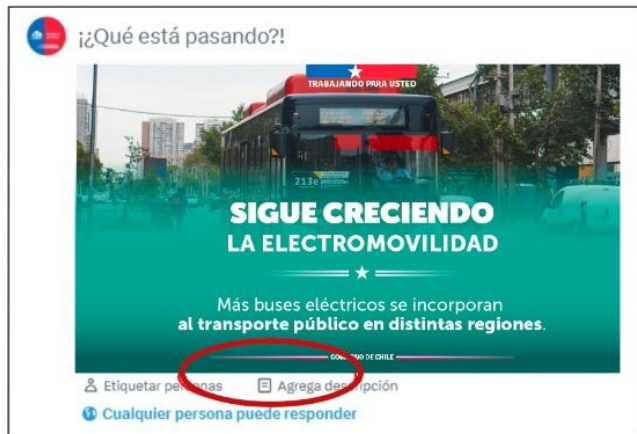 ¡¿Qué está pasando?!
TRABAJANDO PARA USTED
213e
SIGUE CRECIENDO
LA ELECTROMOVILIDAD
Más buses eléctricos se incorporan
al transporte público en distintas regiones.
GOBIERNO DE CHILE
Etiquetar personas
Agrega descripción
Cualquier persona puede responder